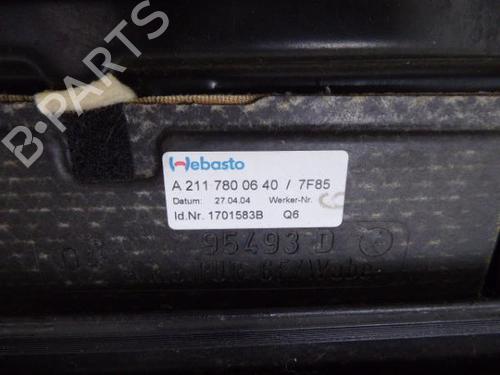 B-PARTS
Webasto
A 211 780 06 40 / 7F85
Datum: 27.04.04 Werker-Nr.
Id.Nr. 1701583B Q6
95493 D